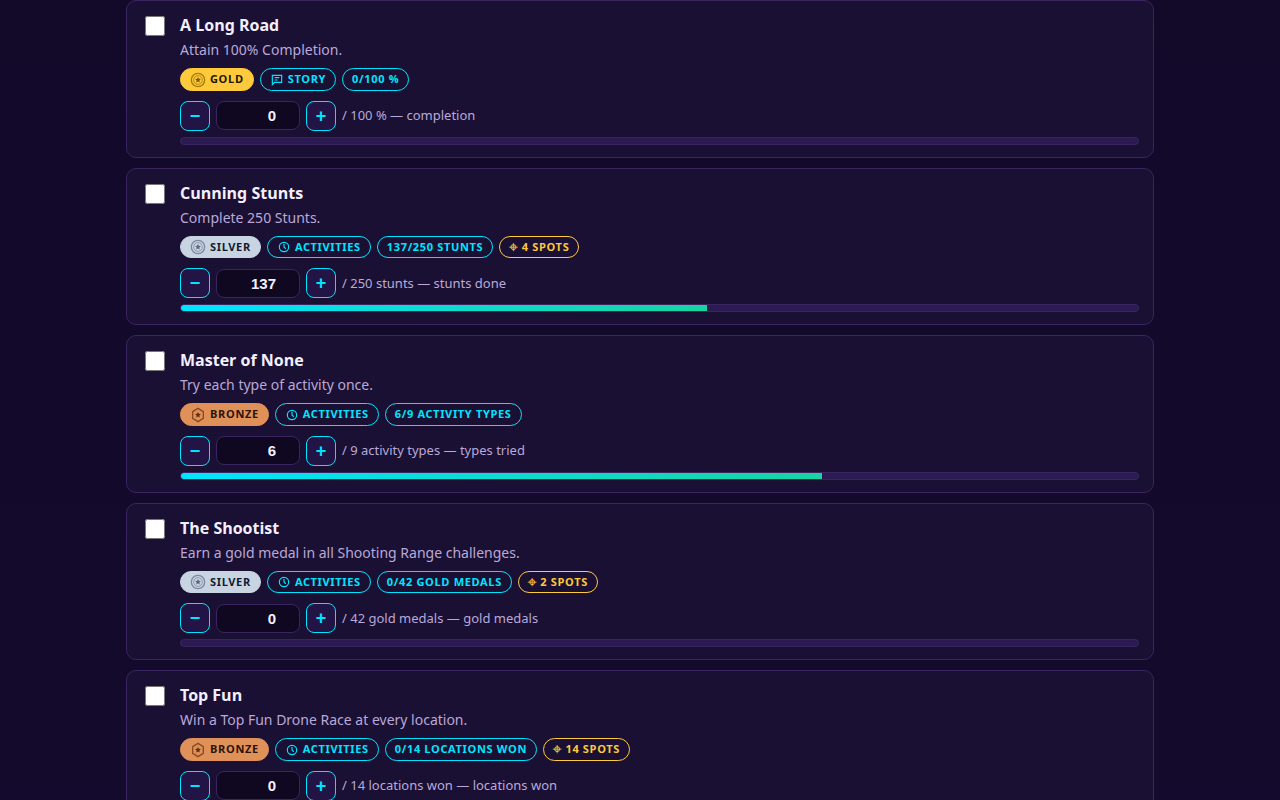 A Long Road
Attain 100% Completion.
GOLD STORY 0/100 %
− 0 + / 100 % — completion
Cunning Stunts
Complete 250 Stunts.
SILVER ACTIVITIES 137/250 STUNTS 4 SPOTS
− 137 + / 250 stunts — stunts done
Master of None
Try each type of activity once.
BRONZE ACTIVITIES 6/9 ACTIVITY TYPES
− 6 + / 9 activity types — types tried
The Shootist
Earn a gold medal in all Shooting Range challenges.
SILVER ACTIVITIES 0/42 GOLD MEDALS 2 SPOTS
− 0 + / 42 gold medals — gold medals
Top Fun
Win a Top Fun Drone Race at every location.
BRONZE ACTIVITIES 0/14 LOCATIONS WON 14 SPOTS
− 0 + / 14 locations won — locations won